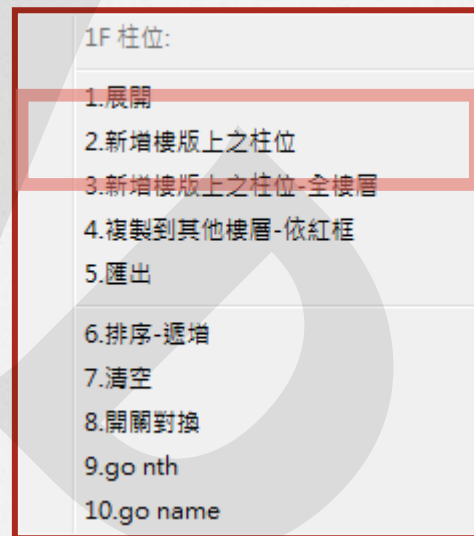 1F 柱位:
1.展開
2.新增樓版上之柱位
3.新增樓版上之柱位-全樓層
4.複製到其他樓層-依紅框
5.匯出
6.排序-遞增
7.清空
8.開關對換
9.go nth
10.go name